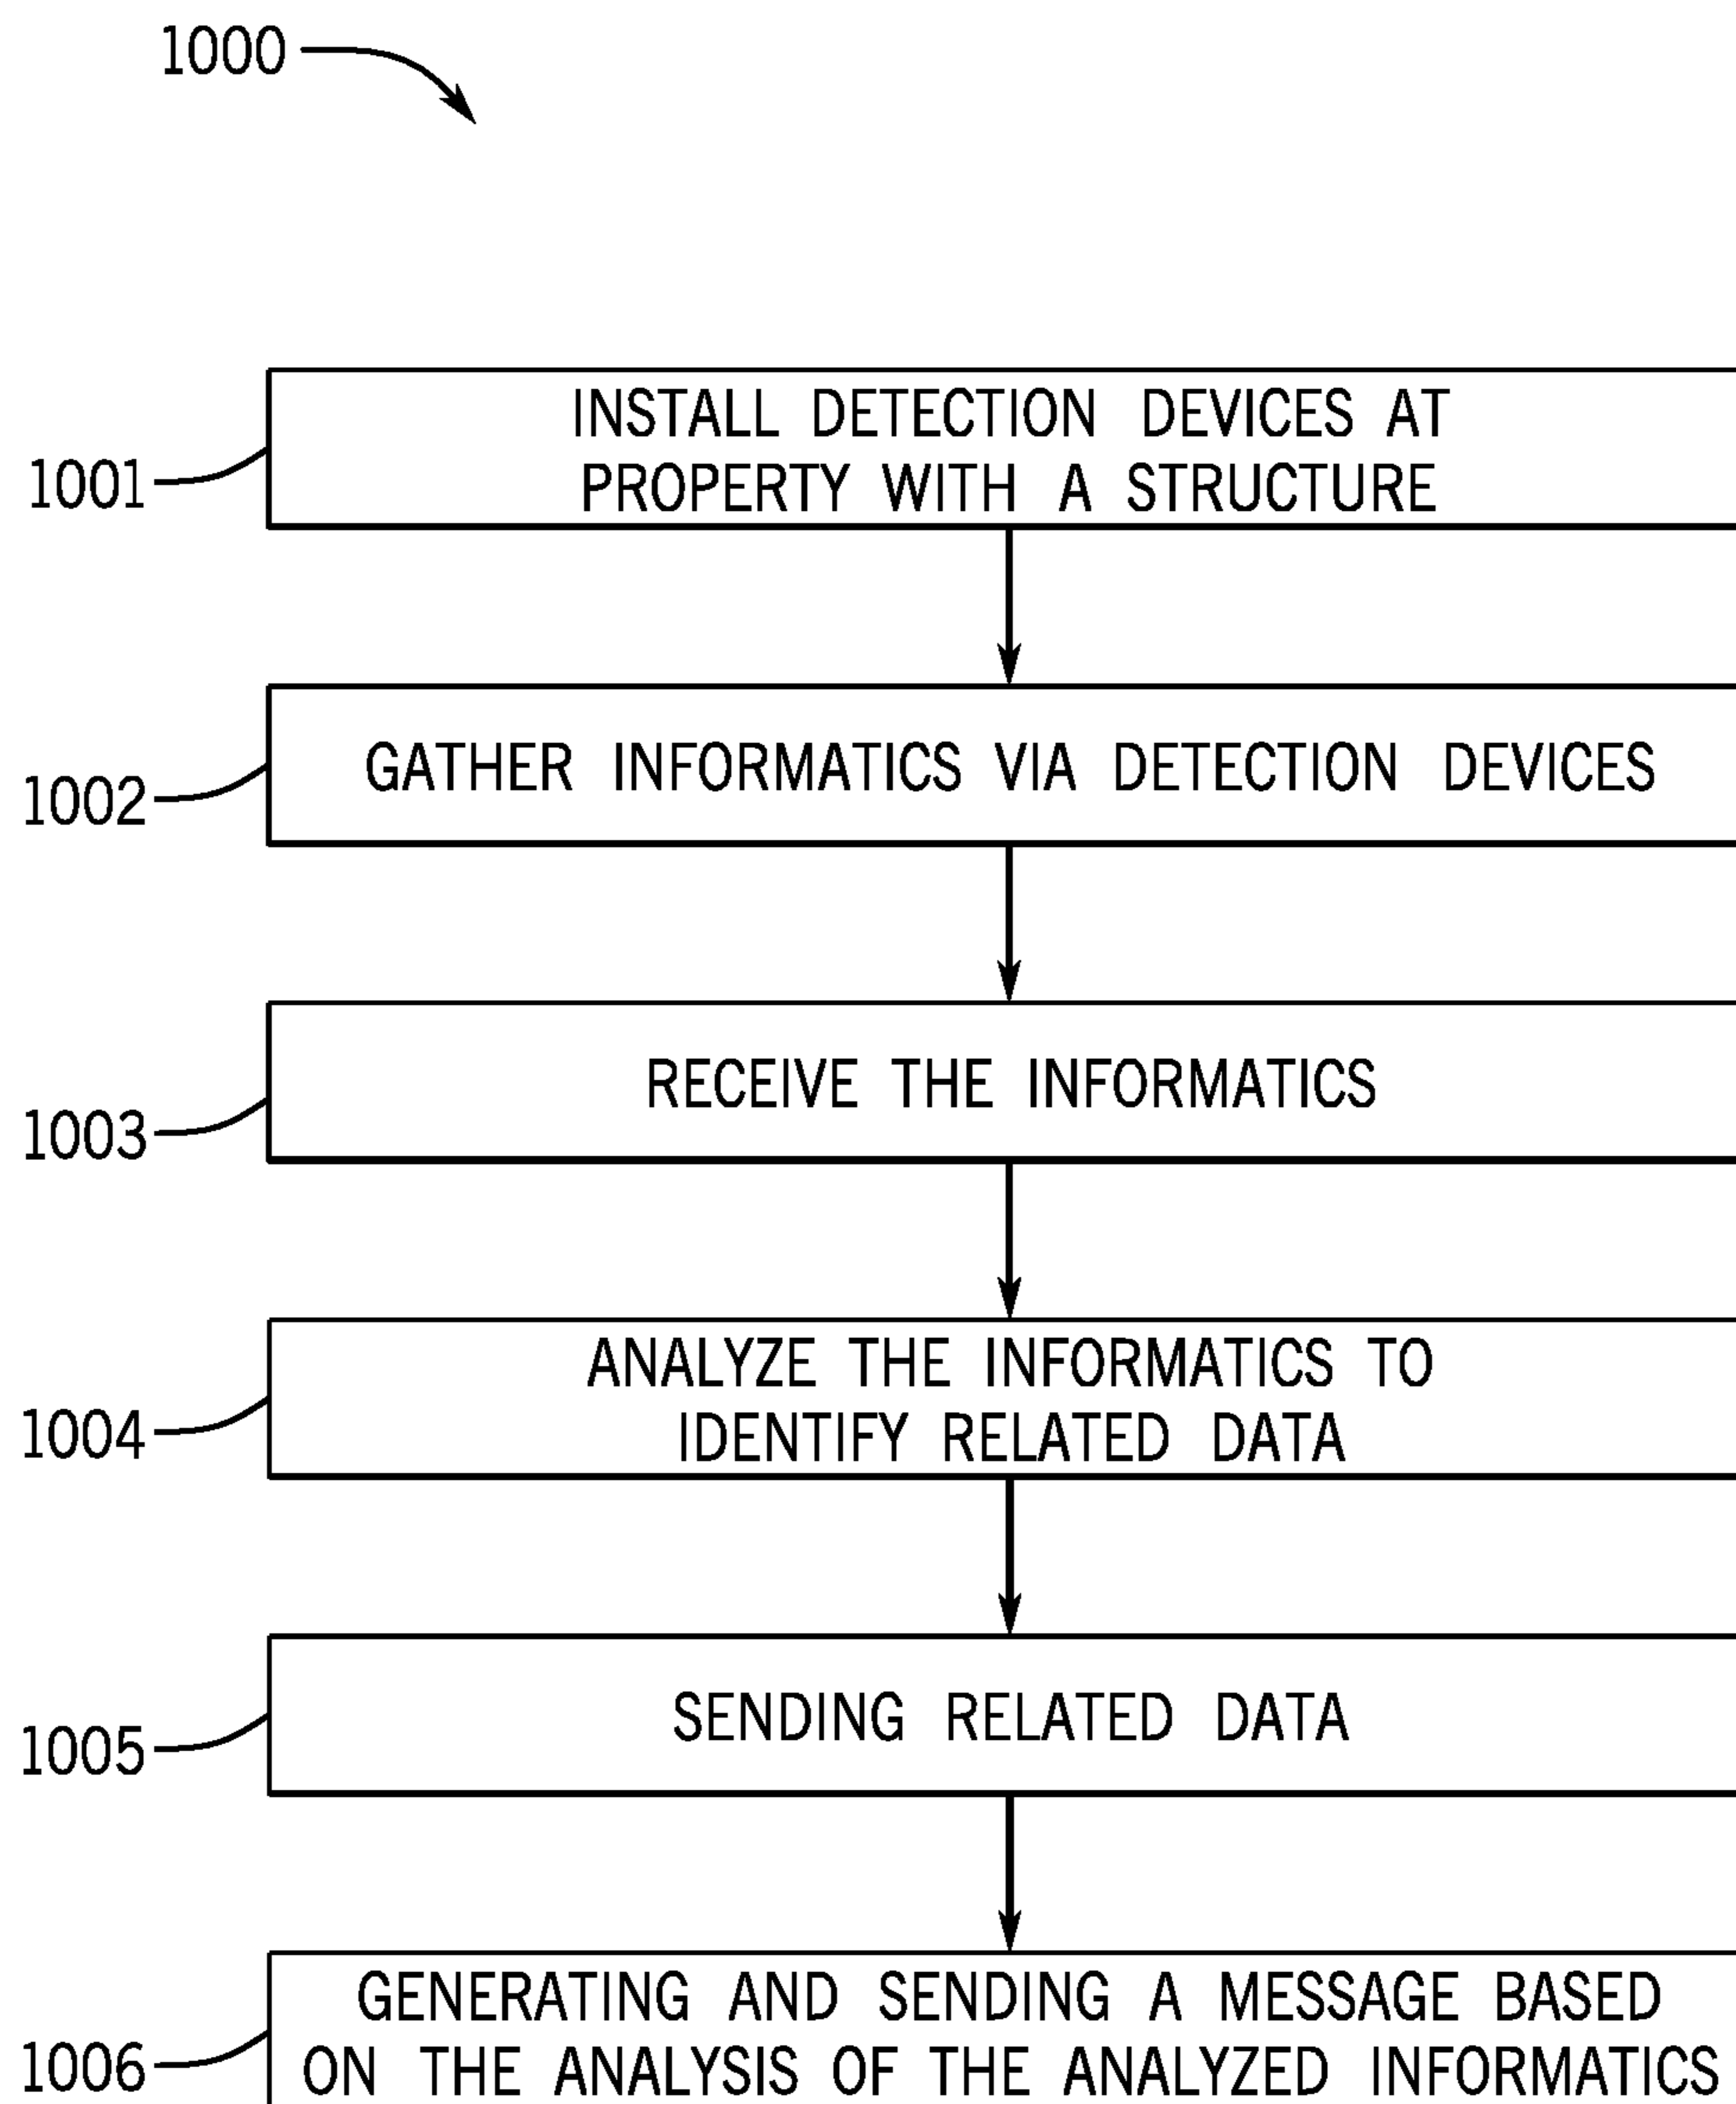 1000
INSTALL DETECTION DEVICES AT
PROPERTY WITH A STRUCTURE
1001
GATHER INFORMATICS VIA DETECTION DEVICES
1002
RECEIVE THE INFORMATICS
1003
ANALYZE THE INFORMATICS TO
IDENTIFY RELATED DATA
1004
SENDING RELATED DATA
1005
GENERATING AND SENDING A MESSAGE BASED
ON THE ANALYSIS OF THE ANALYZED INFORMATICS
1006